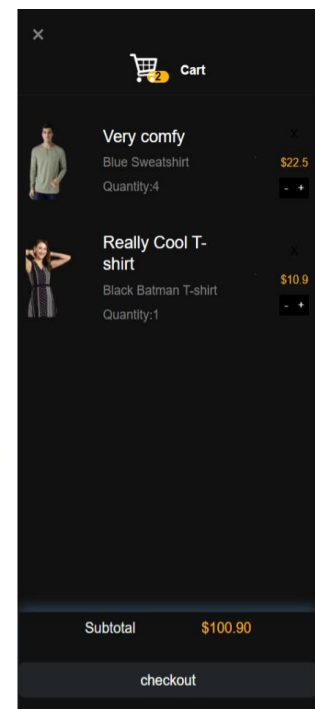 ×
2 Cart
Very comfy
X
Blue Sweatshirt
$22.5
Quantity:4
- +
Really Cool T-
shirt
X
Black Batman T-shirt
$10.9
Quantity:1
- +
Subtotal $100.90
checkout